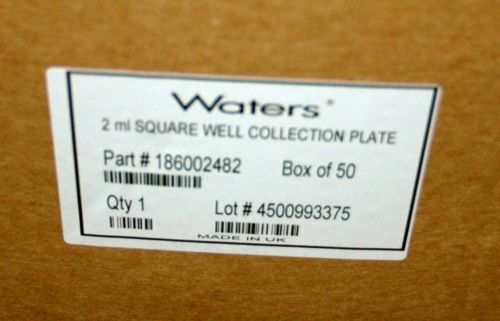 Waters®
2 ml SQUARE WELL COLLECTION PLATE
Part # 186002482 Box of 50
Qty 1 Lot # 4500993375
MADE IN UK